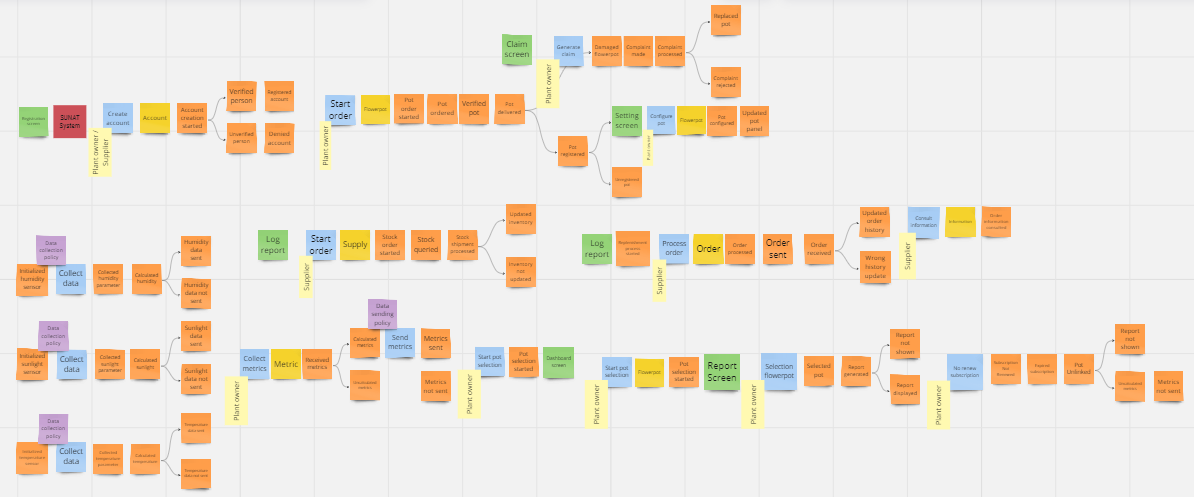 Replaced
pot
Claim
screen
Generate
claim
Damaged
Flowerpot
Complaint
made
Complaint
processed
Plant owner
Complaint
rejected
Registration
screen
SUNAT
System
Plant owner /
Supplier
Create
account
Account
Account
creation
started
Verified
person
Registered
account
Unverified
person
Denied
account
Start
order
Plant owner
Flowerpot
Pot
order
started
Pot
ordered
Verified
pot
Pot
delivered
Pot
registered
Setting
screen
Plant owner
Configure
pot
Flowerpot
Pot
configured
Updated
pot
panel
Unregistered
pot
Data
collection
policy
Initialized
humidity
sensor
Collect
data
Collected
humidity
parameter
Calculated
humidity
Humidity
data
sent
Humidity
data not
sent
Log
report
Supplier
Start
order
Supply
Stock
order
started
Stock
queried
Stock
shipment
processed
Updated
inventory
Inventory
not
updated
Log
report
Replenishment
process
started
Supplier
Process
order
Order
Order
processed
Order
sent
Order
received
Updated
order
history
Wrong
history
update
Supplier
Consult
information
Information
Order
information
consulted
Data
collection
policy
Initialized
sunlight
sensor
Collect
data
Collected
sunlight
parameter
Calculated
sunlight
Sunlight
data
sent
Sunlight
data not
sent
Plant owner
Collect
metrics
Metric
Received
metrics
Data
sending
policy
Calculated
metrics
Send
metrics
Metrics
sent
Uncalculated
metrics
Metrics
not sent
Plant owner
Start pot
selection
Pot
selection
started
Dashboard
screen
Plant owner
Start pot
selection
Flowerpot
Pot
selection
started
Report
Screen
Plant owner
Selection
flowerpot
Selected
pot
Report
generated
Report
not
shown
Report
displayed
Plant owner
No renew
subscription
Subscription
Not
Renewed
Expired
subscription
Pot
Unlinked
Report
not
shown
Uncalculated
metrics
Metrics
not sent
Data
collection
policy
Initialized
temperature
sensor
Collect
data
Collected
temperature
parameter
Calculated
temperature
Temperature
data sent
Temperature
data not sent